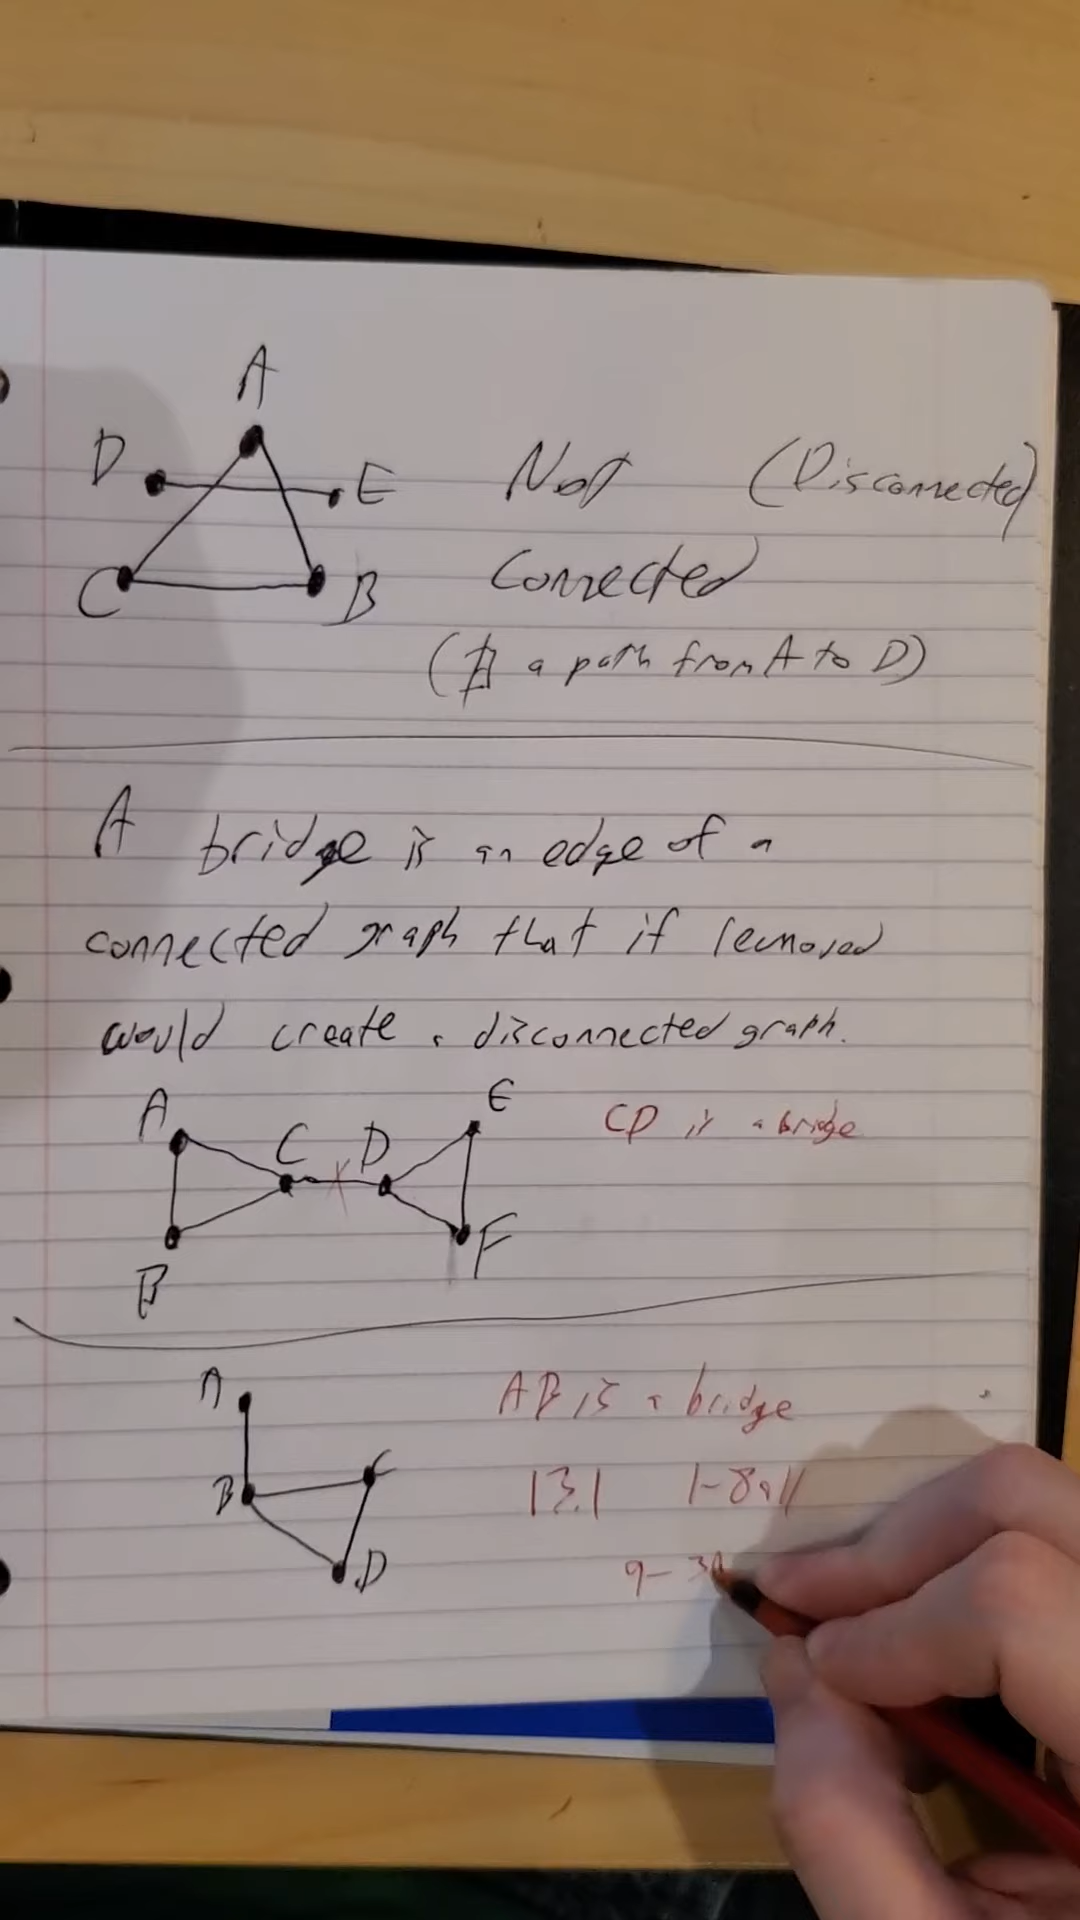 A
D E Not (Disconnected)
C B Connected
(∄ a path from A to D)
A bridge is an edge of a
connected graph that if removed
would create a disconnected graph.
A C D E CD is a bridge
B F
A AB is a bridge
B C 13.1 1-8 all
D 9-